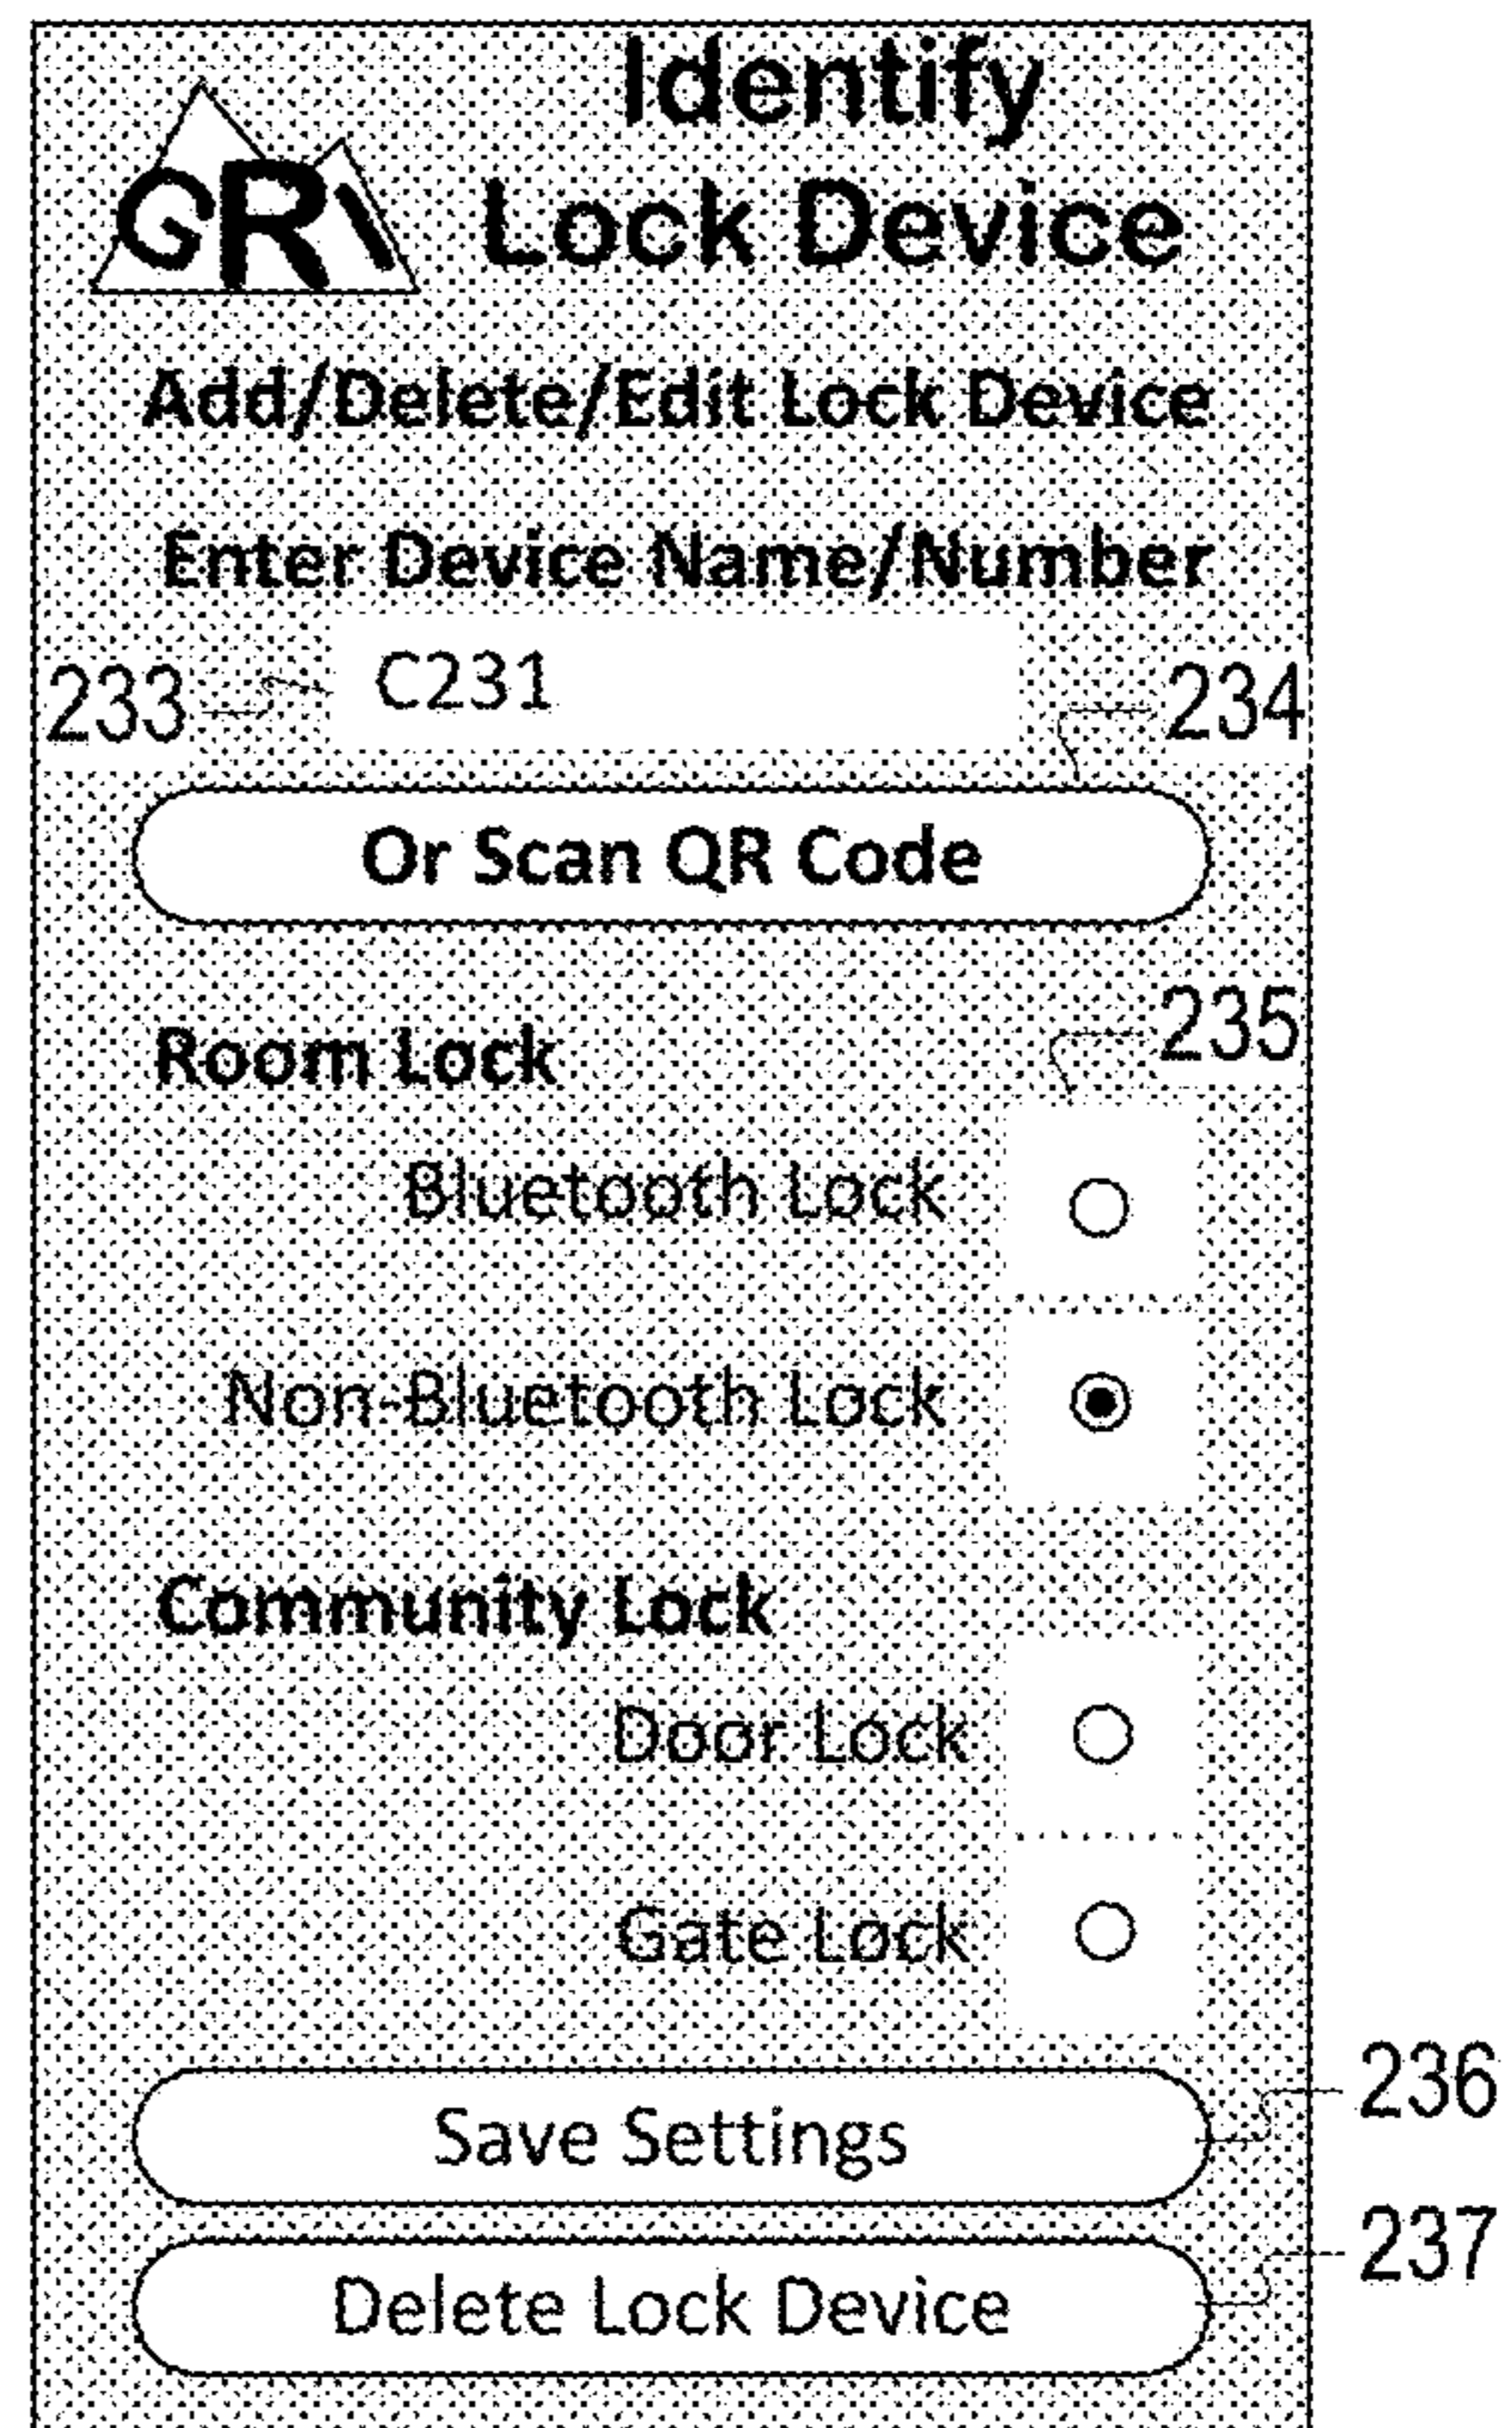 Identify
GRI Lock Device
Add/Delete/Edit Lock Device
Enter Device Name/Number
233 C231 234
Or Scan QR Code
235
Room Lock
Bluetooth Lock
Non-Bluetooth Lock
Community Lock
Door Lock
Gate Lock
236
Save Settings
237
Delete Lock Device